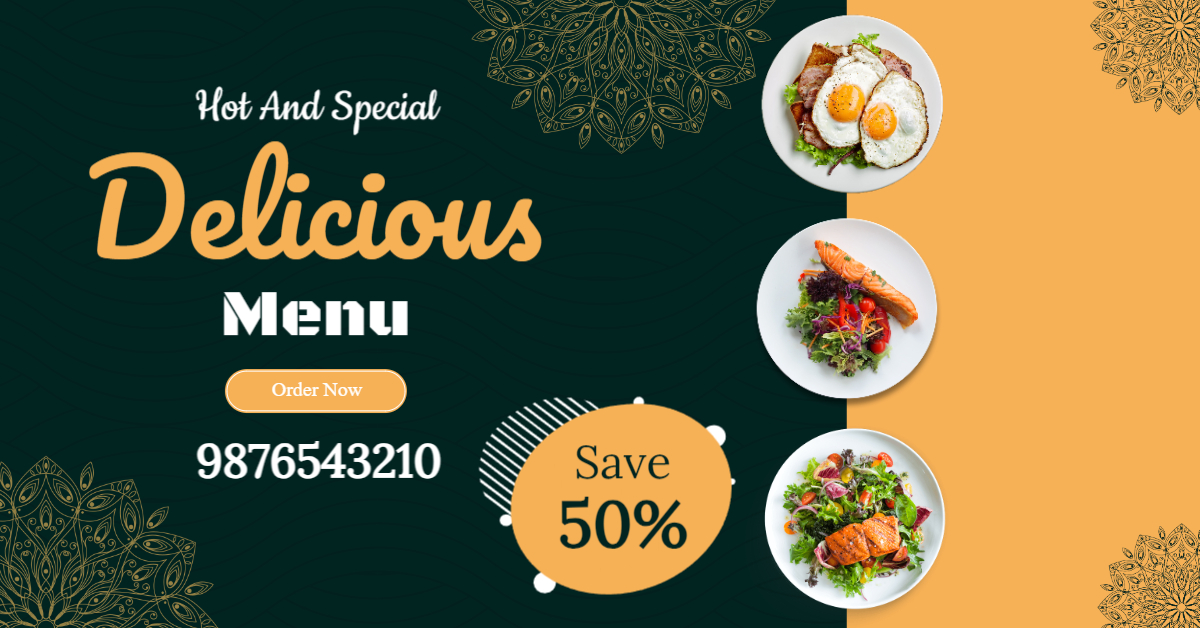 Hot And Special
Delicious
Menu
Order Now
9876543210
Save
50%